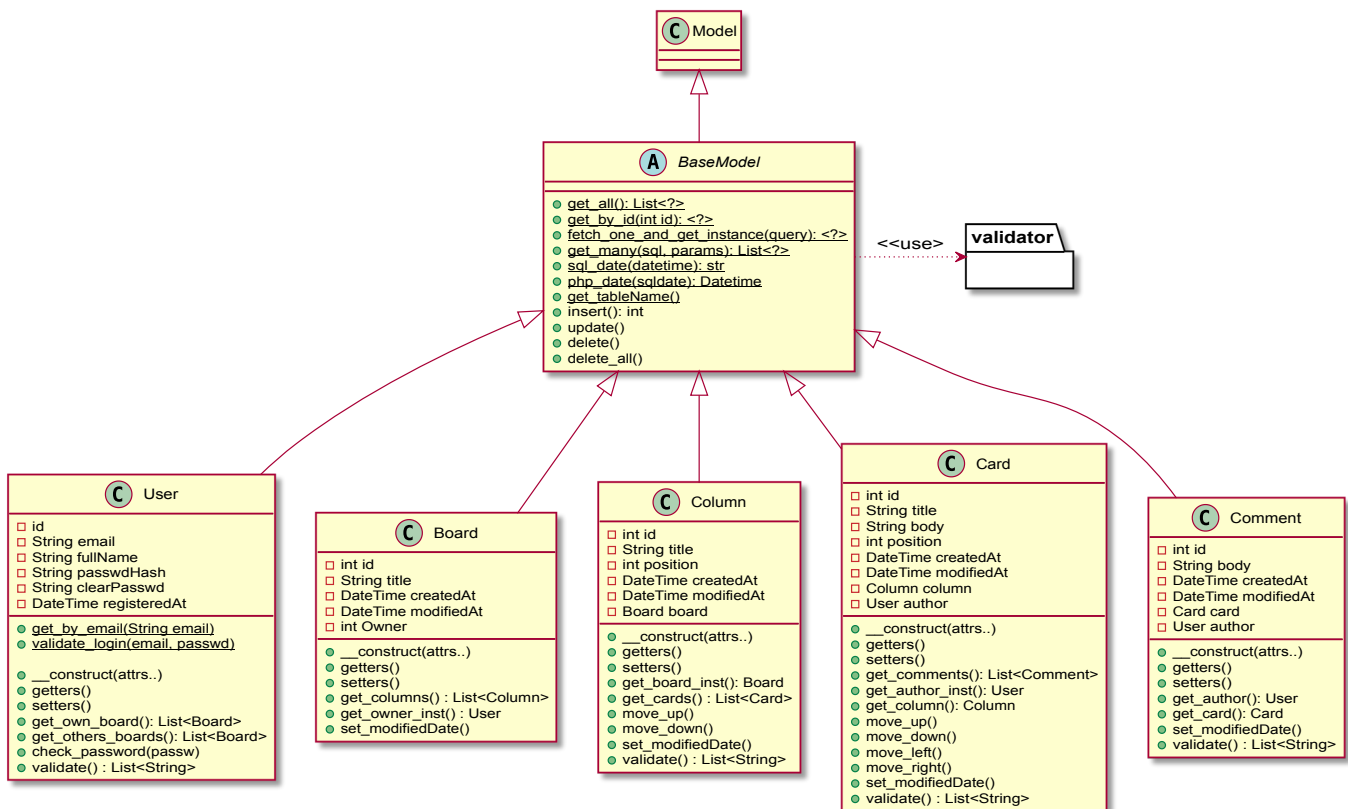 C Model
A BaseModel
get_all(): List<?>
get_by_id(int id): <?>
fetch_one_and_get_instance(query): <?>
get_many(sql, params): List<?>
sql_date(datetime): str
php_date(sqldate): Datetime
get_tableName()
insert(): int
update()
delete()
delete_all()
<<use>
validator
C User
id
String email
String fullName
String passwdHash
String clearPasswd
DateTime registeredAt
get_by_email(String email)
validate_login(email, passwd)
__construct(attrs..)
getters()
setters()
get_own_board(): List<Board>
get_others_boards(): List<Board>
check_password(passw)
validate() : List<String>
C Board
int id
String title
DateTime createdAt
DateTime modifiedAt
int Owner
__construct(attrs..)
getters()
setters()
get_columns() : List<Column>
get_owner_inst() : User
set_modifiedDate()
C Column
int id
String title
int position
DateTime createdAt
DateTime modifiedAt
Board board
__construct(attrs..)
getters()
setters()
get_board_inst(): Board
get_cards() : List<Card>
move_up()
move_down()
set_modifiedDate()
validate() : List<String>
C Card
int id
String title
String body
int position
DateTime createdAt
DateTime modifiedAt
Column column
User author
__construct(attrs..)
getters()
setters()
get_comments(): List<Comment>
get_author_inst(): User
get_column(): Column
move_up()
move_down()
move_left()
move_right()
set_modifiedDate()
validate() : List<String>
C Comment
int id
String body
DateTime createdAt
DateTime modifiedAt
Card card
User author
__construct(attrs..)
getters()
setters()
get_author(): User
get_card(): Card
set_modifiedDate()
validate() : List<String>